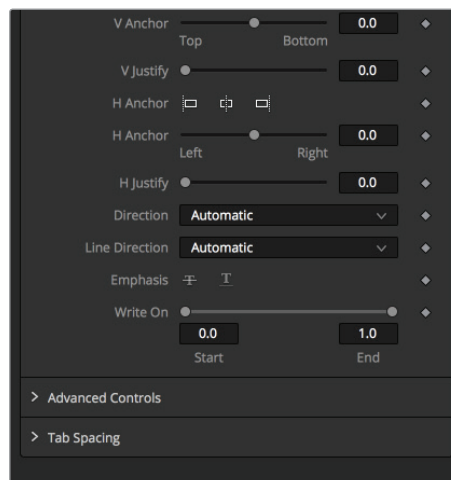 V Anchor 0.0
Top Bottom
V Justify 0.0
H Anchor
H Anchor 0.0
Left Right
H Justify 0.0
Direction Automatic
Line Direction Automatic
Emphasis T T
Write On
0.0 1.0
Start End
> Advanced Controls
> Tab Spacing